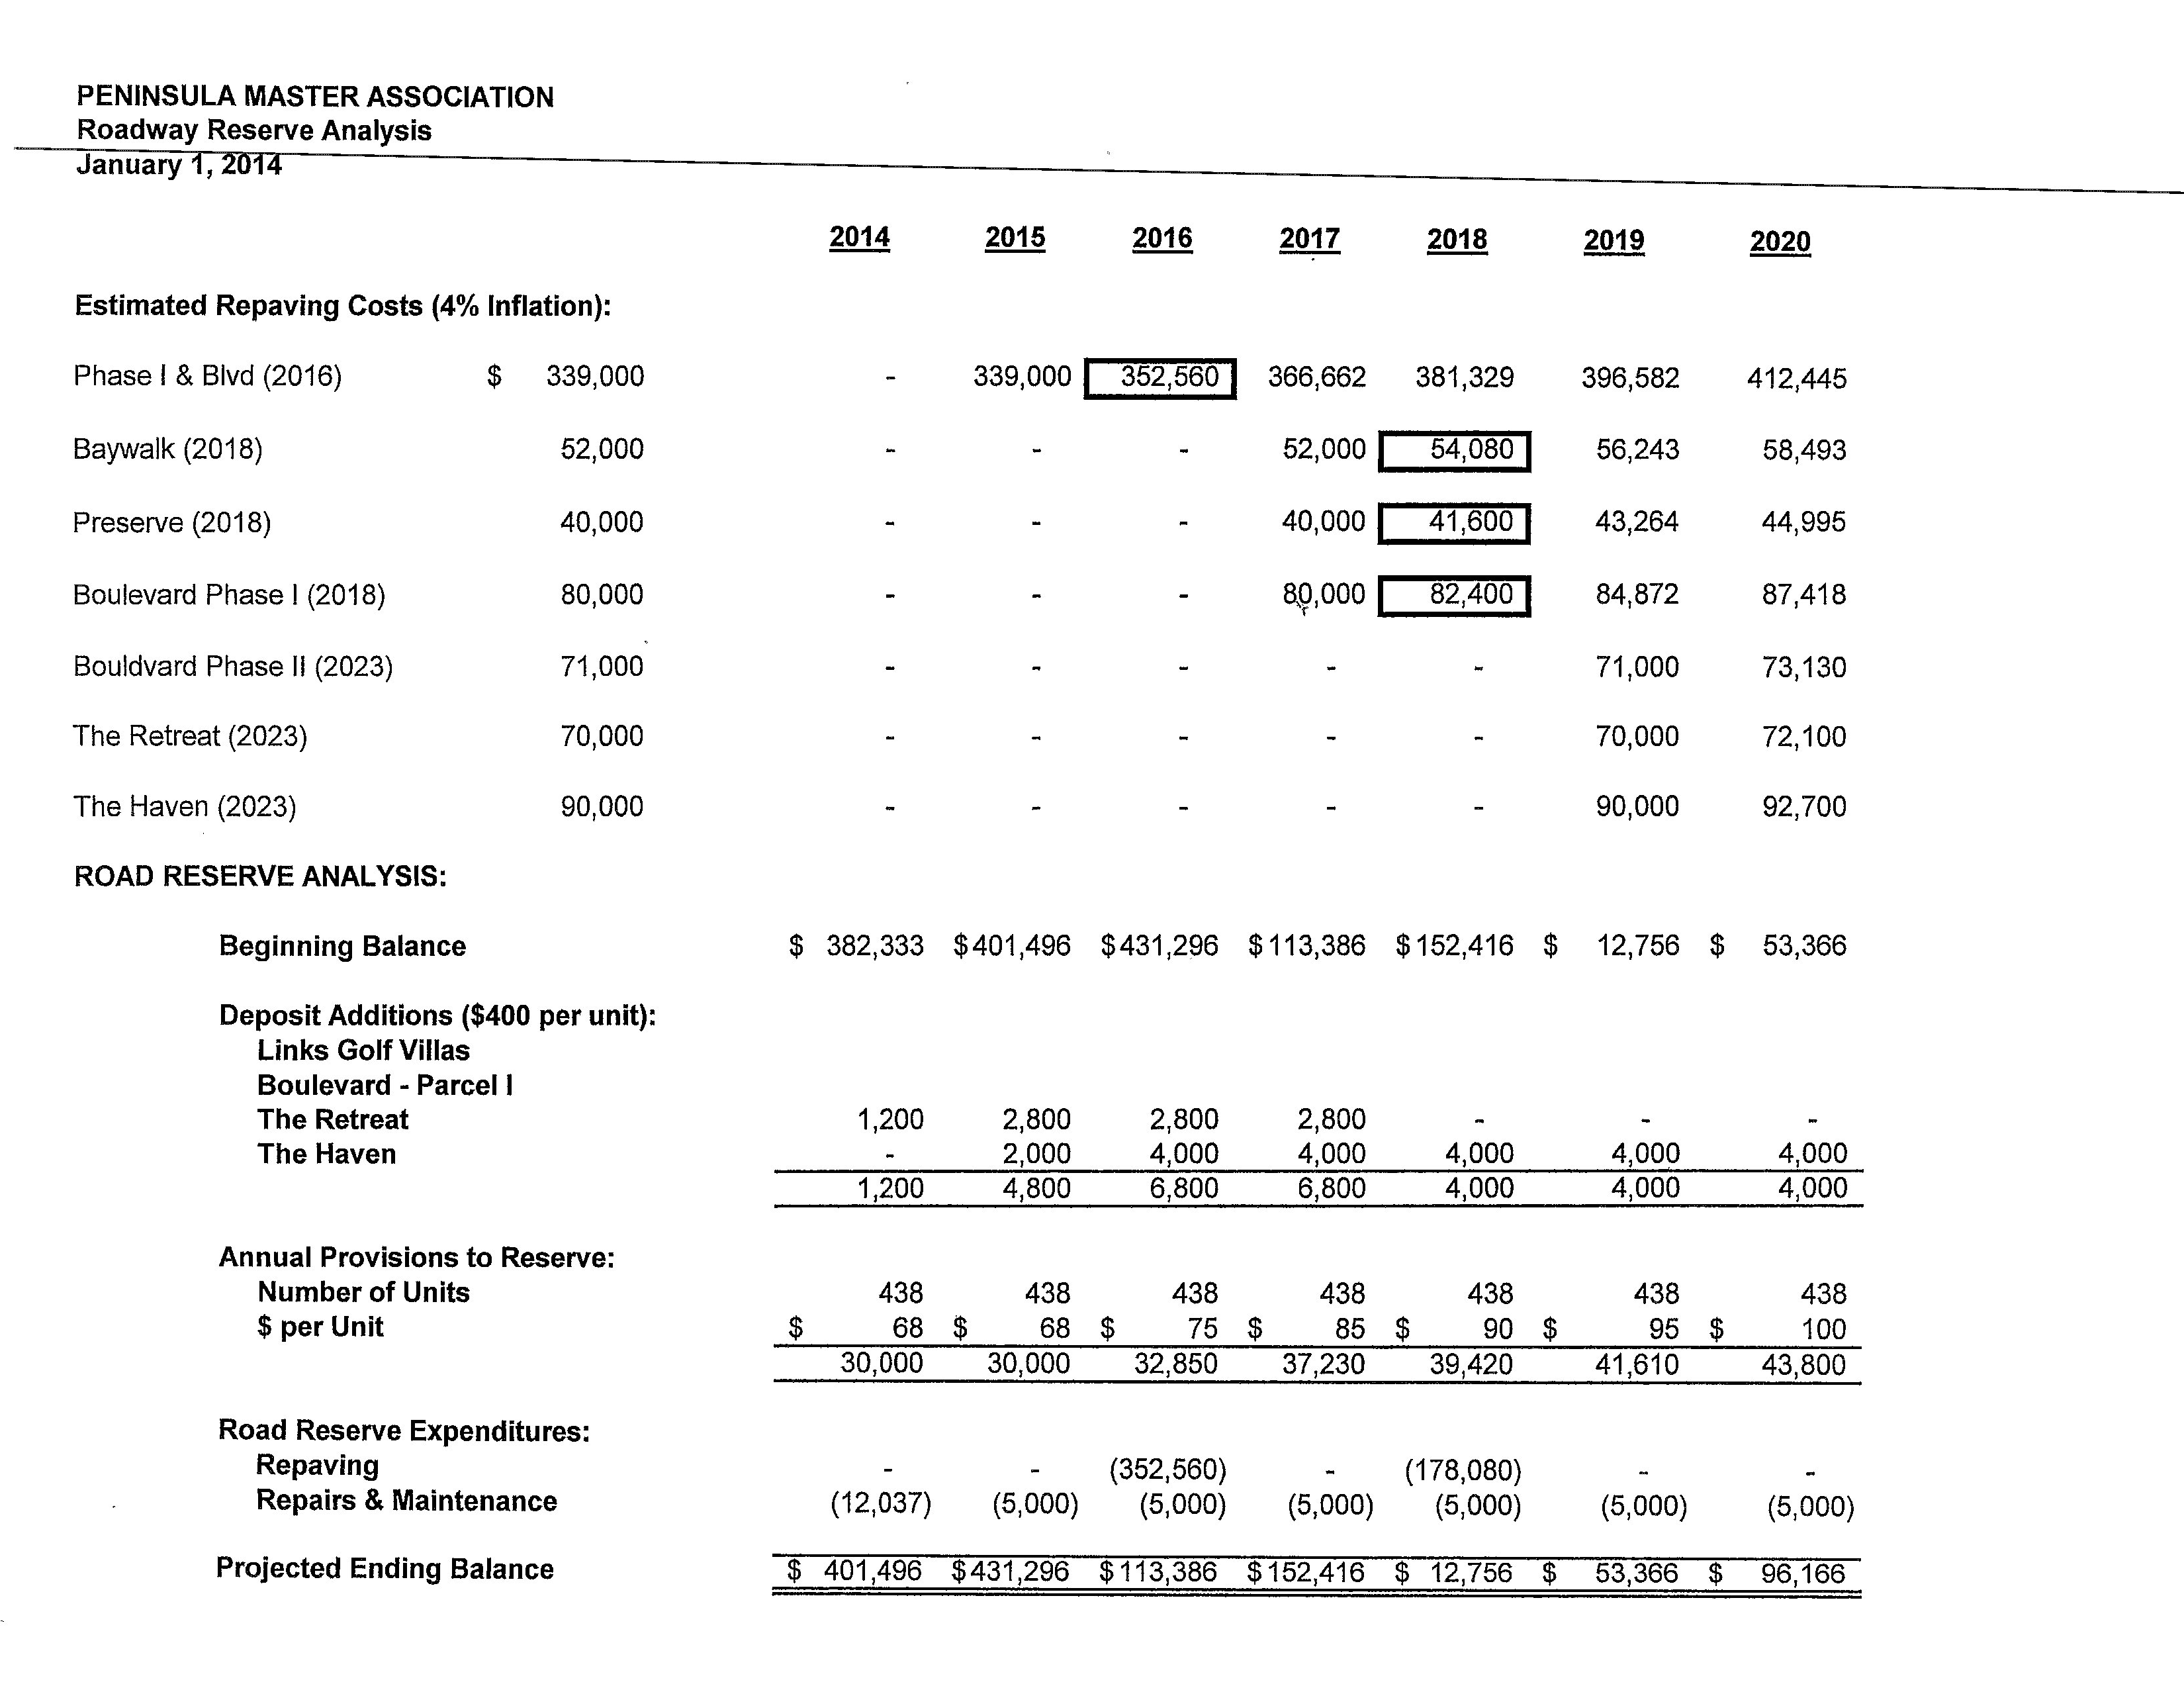 PENINSULA MASTER ASSOCIATION
Roadway Reserve Analysis
January 1, 2014
2014 2015 2016 2017 2018 2019 2020
Estimated Repaving Costs (4% Inflation):
Phase I & Blvd (2016) $ 339,000 - 339,000 352,560 366,662 381,329 396,582 412,445
Baywalk (2018) 52,000 - - - 52,000 54,080 56,243 58,493
Preserve (2018) 40,000 - - - 40,000 41,600 43,264 44,995
Boulevard Phase I (2018) 80,000 - - - 80,000 82,400 84,872 87,418
Bouldvard Phase II (2023) 71,000 - - - - - 71,000 73,130
The Retreat (2023) 70,000 - - - - - 70,000 72,100
The Haven (2023) 90,000 - - - - - 90,000 92,700
ROAD RESERVE ANALYSIS:
Beginning Balance $ 382,333 $401,496 $431,296 $113,386 $152,416 $ 12,756 $ 53,366
Deposit Additions ($400 per unit):
Links Golf Villas
Boulevard - Parcel I
The Retreat 1,200 2,800 2,800 2,800 - - -
The Haven - 2,000 4,000 4,000 4,000 4,000 4,000
1,200 4,800 6,800 6,800 4,000 4,000 4,000
Annual Provisions to Reserve:
Number of Units 438 438 438 438 438 438 438
$ per Unit $ 68 $ 68 $ 75 $ 85 $ 90 $ 95 $ 100
30,000 30,000 32,850 37,230 39,420 41,610 43,800
Road Reserve Expenditures:
Repaving - - (352,560) - (178,080) - -
Repairs & Maintenance (12,037) (5,000) (5,000) (5,000) (5,000) (5,000) (5,000)
Projected Ending Balance $ 401,496 $431,296 $113,386 $152,416 $ 12,756 $ 53,366 $ 96,166